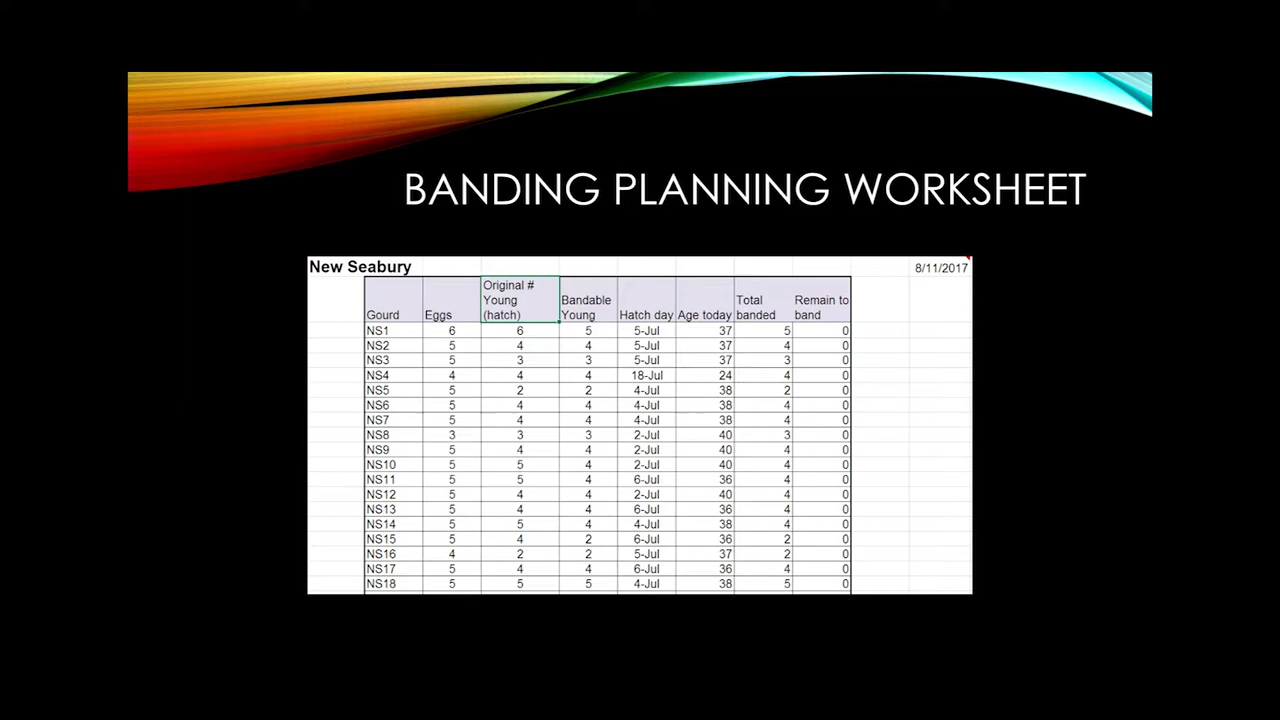 BANDING PLANNING WORKSHEET
New Seabury 8/11/2017
Gourd Eggs Original # Young (hatch) Bandable Young Hatch day Age today Total banded Remain to band
NS1 6 6 5 5-Jul 37 5 0
NS2 5 4 4 5-Jul 37 4 0
NS3 5 3 3 5-Jul 37 3 0
NS4 4 4 4 18-Jul 24 4 0
NS5 5 2 2 4-Jul 38 2 0
NS6 5 4 4 4-Jul 38 4 0
NS7 5 4 4 4-Jul 38 4 0
NS8 3 3 3 2-Jul 40 3 0
NS9 5 4 4 2-Jul 40 4 0
NS10 5 5 4 2-Jul 40 4 0
NS11 5 5 4 6-Jul 36 4 0
NS12 5 4 4 2-Jul 40 4 0
NS13 5 4 4 6-Jul 36 4 0
NS14 5 5 4 4-Jul 38 4 0
NS15 5 4 2 6-Jul 36 2 0
NS16 4 2 2 5-Jul 37 2 0
NS17 5 4 4 6-Jul 36 4 0
NS18 5 5 5 4-Jul 38 5 0